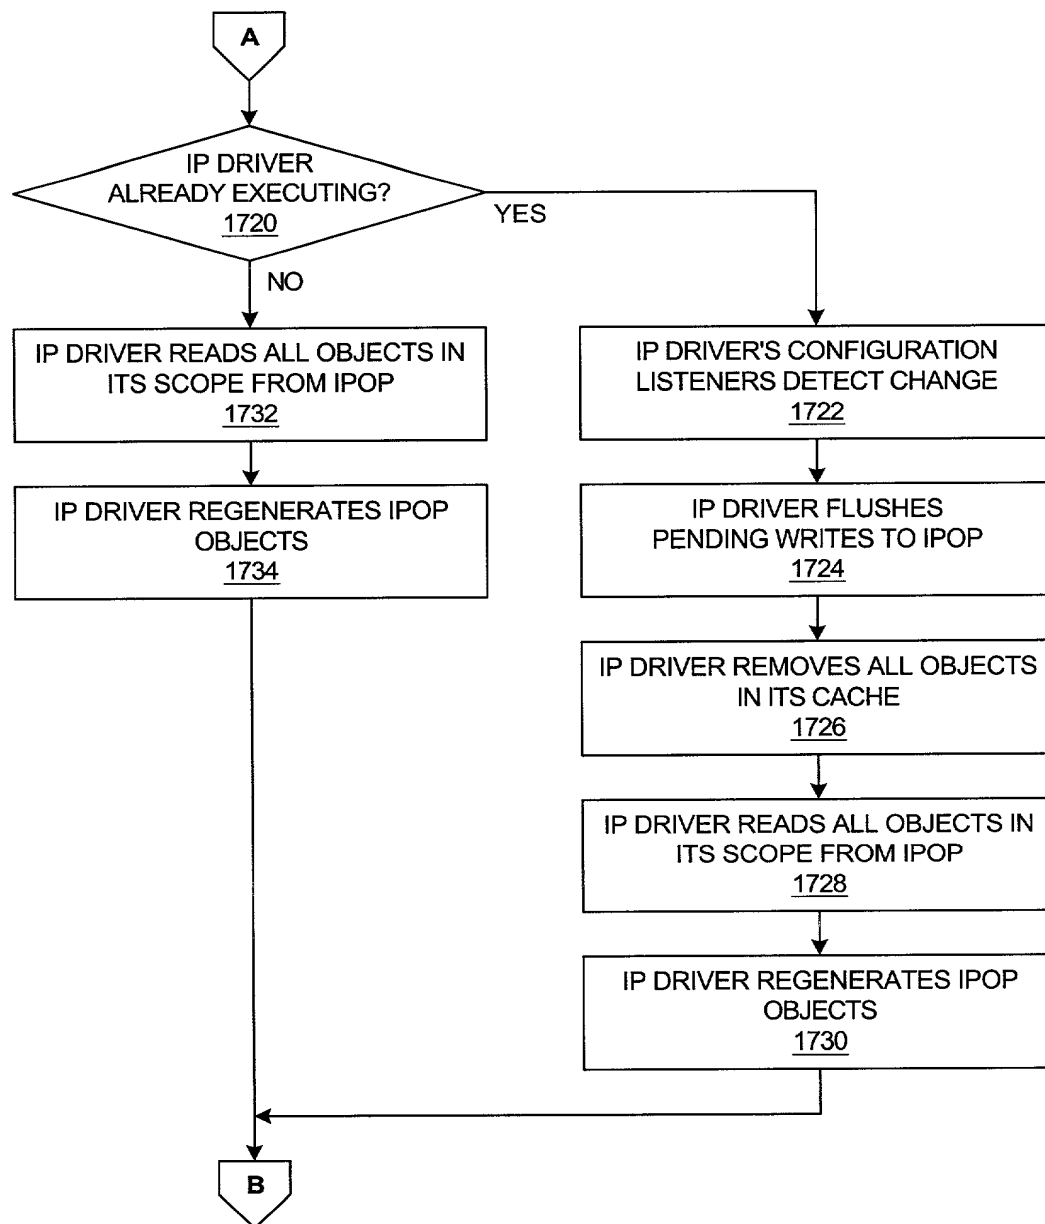 A
IP DRIVER
ALREADY EXECUTING?
1720
YES
NO
IP DRIVER READS ALL OBJECTS IN
ITS SCOPE FROM IPOP
1732
IP DRIVER REGENERATES IPOP
OBJECTS
1734
IP DRIVER'S CONFIGURATION
LISTENERS DETECT CHANGE
1722
IP DRIVER FLUSHES
PENDING WRITES TO IPOP
1724
IP DRIVER REMOVES ALL OBJECTS
IN ITS CACHE
1726
IP DRIVER READS ALL OBJECTS IN
ITS SCOPE FROM IPOP
1728
IP DRIVER REGENERATES IPOP
OBJECTS
1730
B